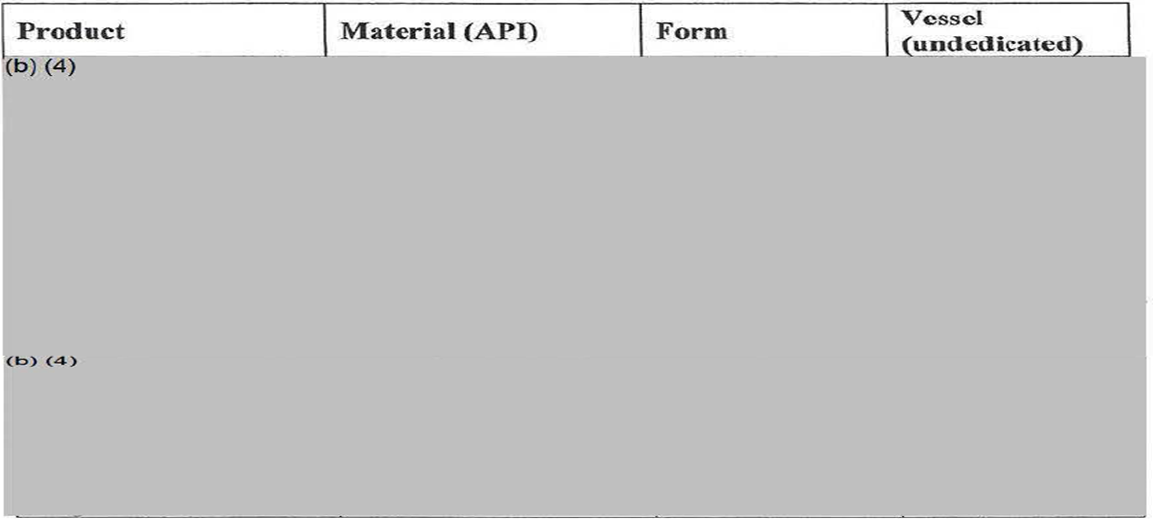 Product Material (API) Form Vessel
(undedicated)
(b) (4)
(b) (4)